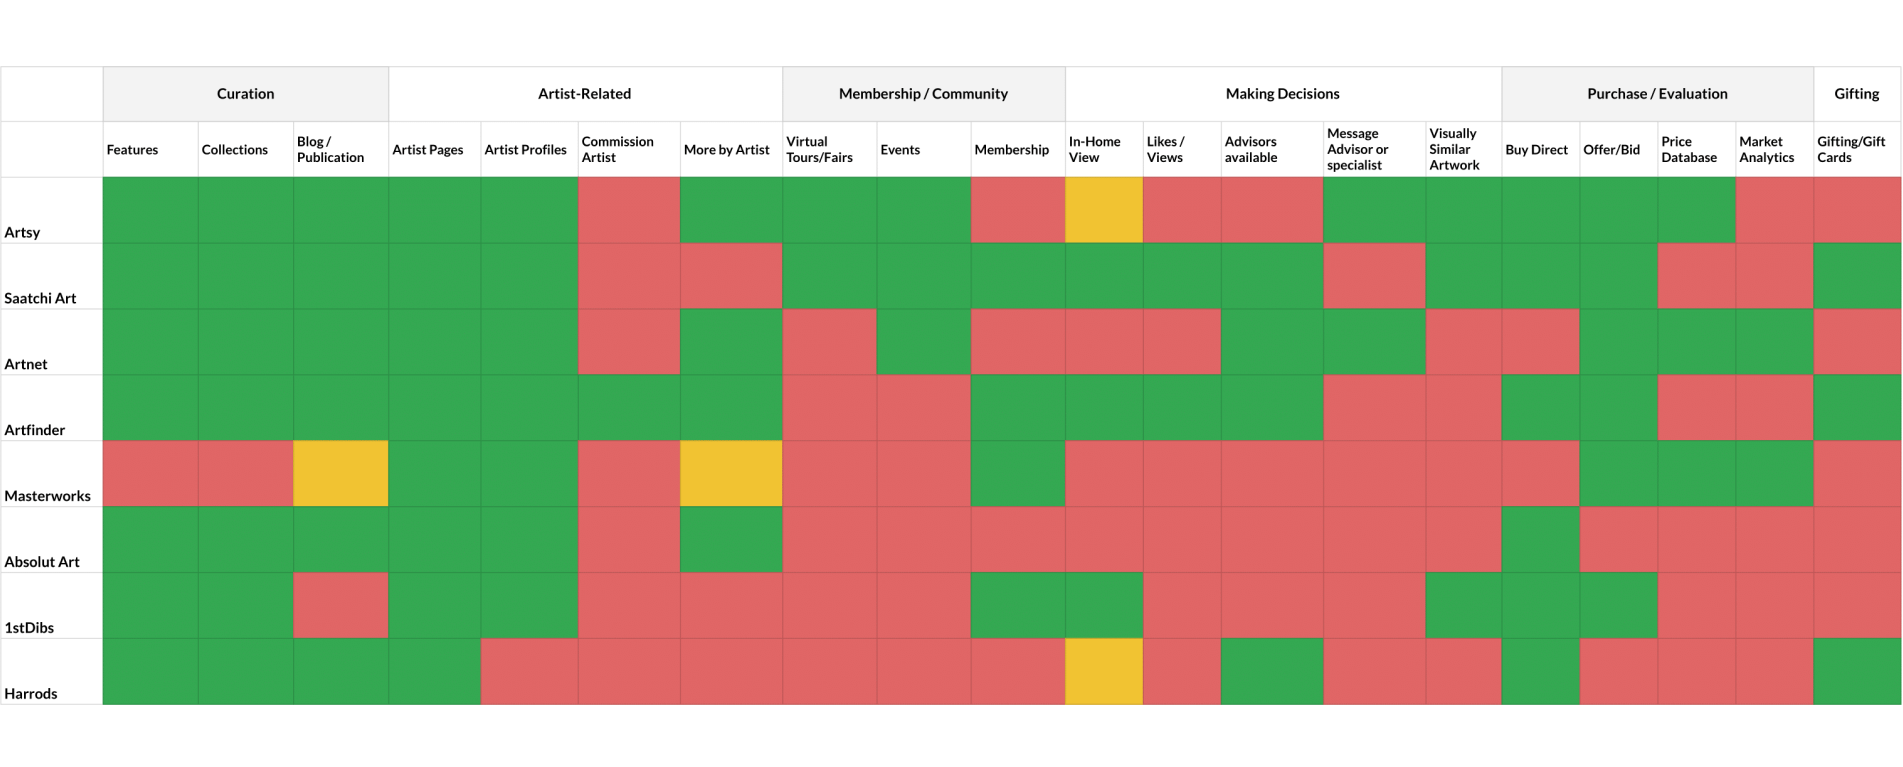 Curation Artist-Related Membership / Community Making Decisions Purchase / Evaluation Gifting
Features
Collections
Blog /
Publication
Artist Pages
Artist Profiles
Commission
Artist
More by Artist
Virtual
Tours/Fairs
Events
Membership
In-Home
View
Likes /
Views
Advisors
available
Message
Advisor or
specialist
Visually
Similar
Artwork
Buy Direct
Offer/Bid
Price
Database
Market
Analytics
Gifting/Gift
Cards
Artsy
Saatchi Art
Artnet
Artfinder
Masterworks
Absolut Art
1stDibs
Harrods